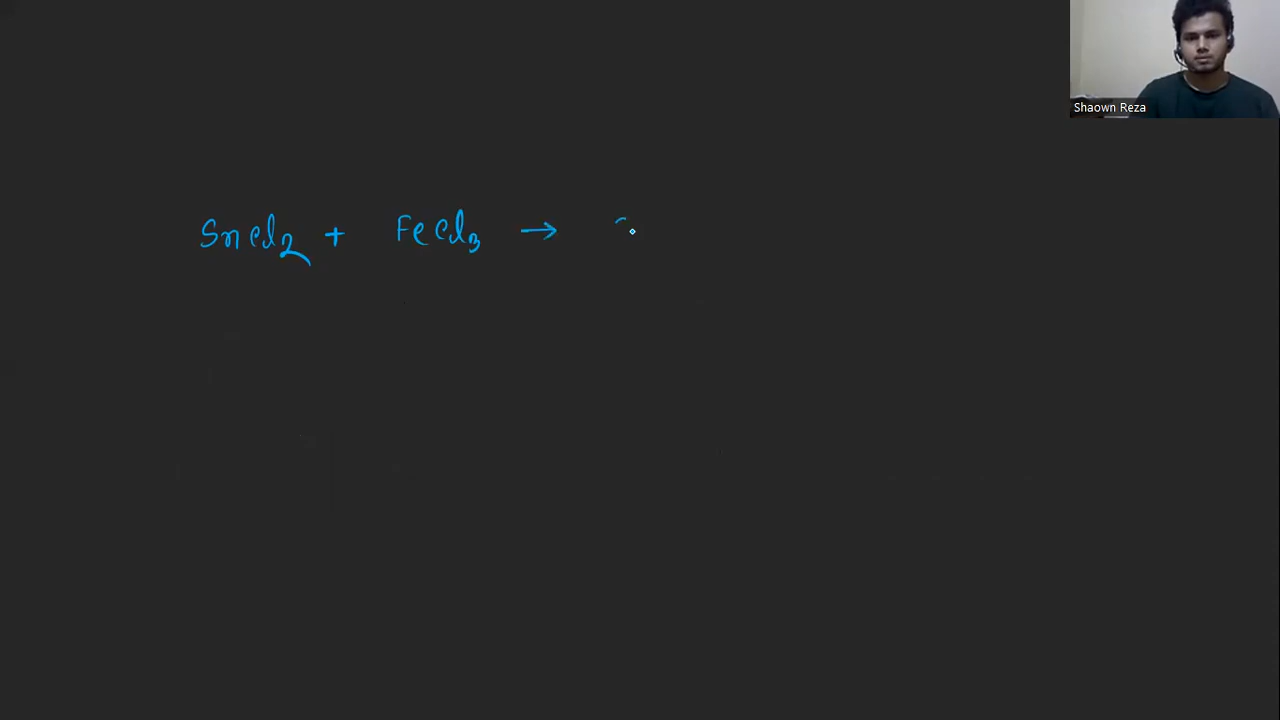 Shaown Reza
SnCl₂ + FeCl₃ →